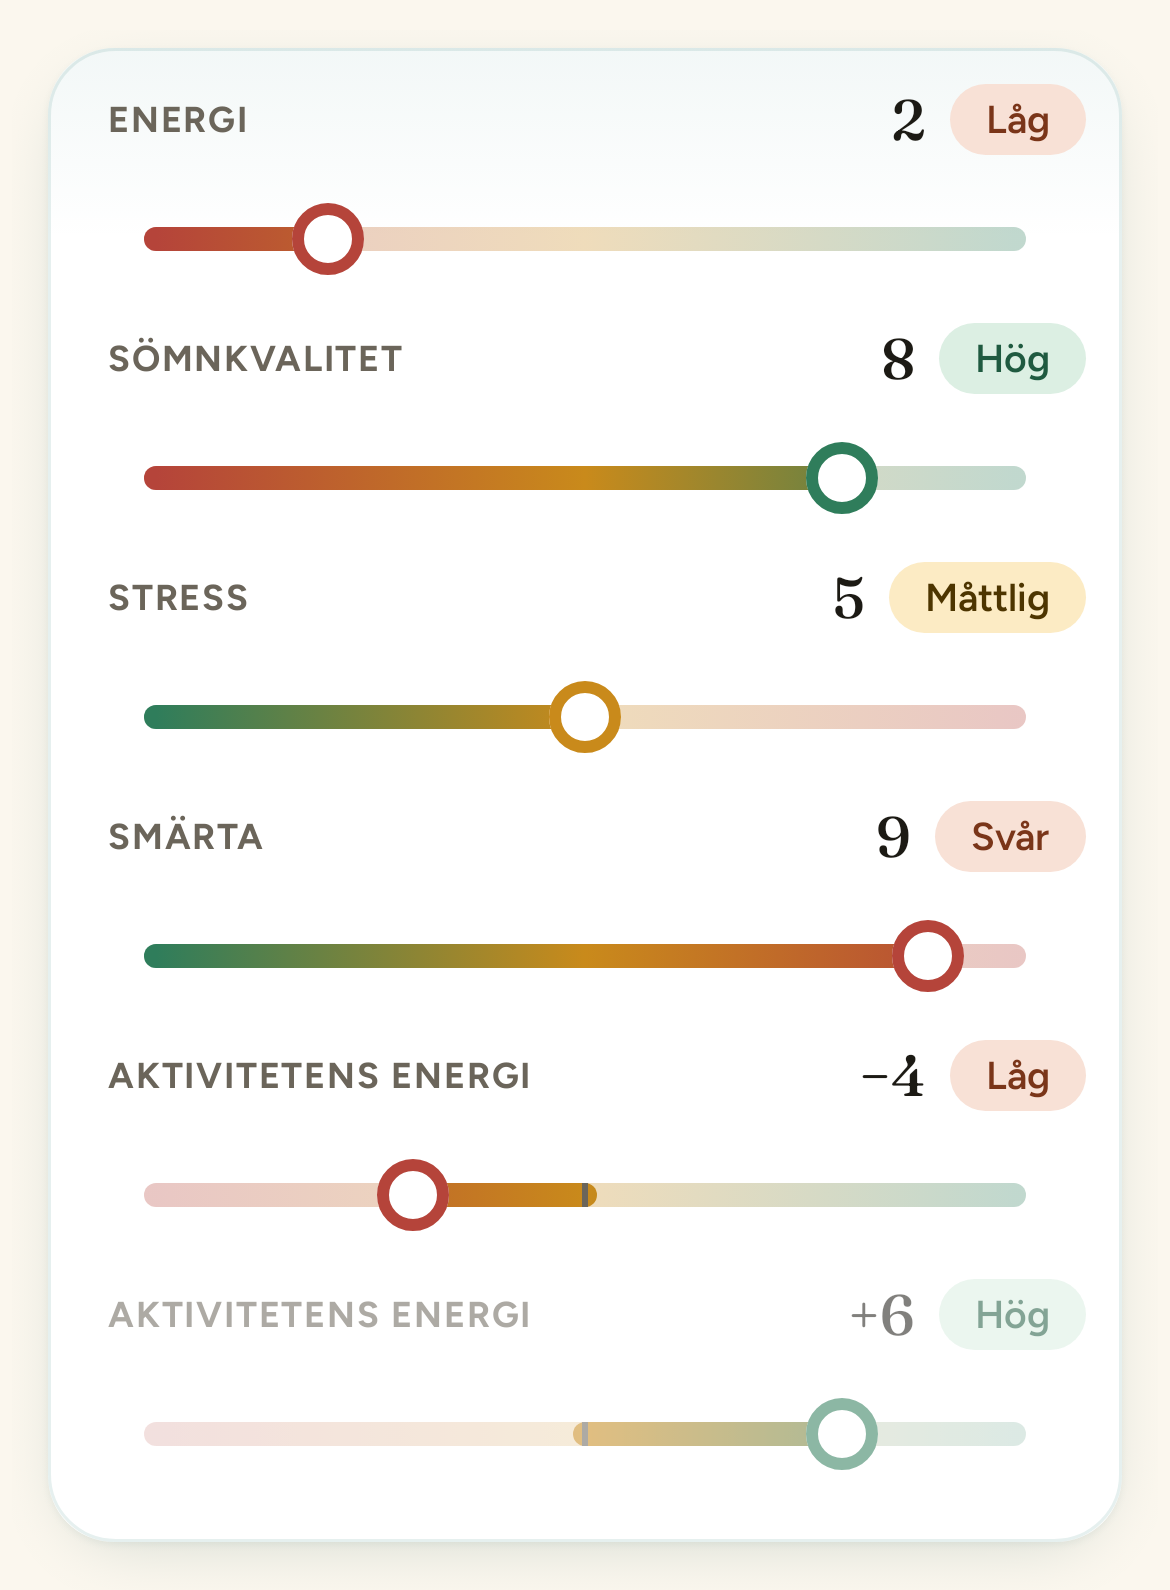 ENERGI 2 Låg
SÖMNKVALITET 8 Hög
STRESS 5 Måttlig
SMÄRTA 9 Svår
AKTIVITETENS ENERGI −4 Låg
AKTIVITETENS ENERGI +6 Hög